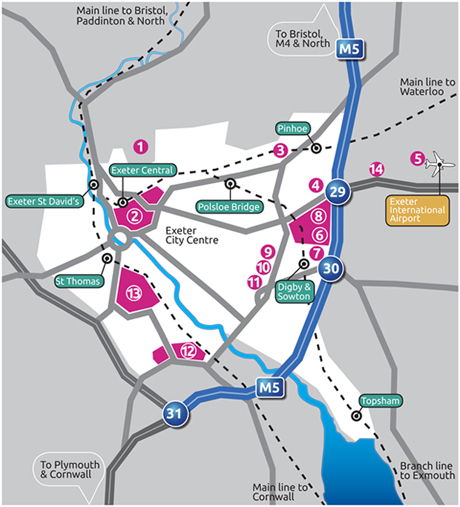 Main line to Bristol,
Paddington & North
To Bristol,
M4 & North
M5
Main line to
Waterloo
Pinhoe
1
3
5
14
Exeter Central
4
29
Exeter St David's
2
Polsloe Bridge
8
Exeter
International
Airport
Exeter
City Centre
6
9
7
St Thomas
10
30
11
Digby &
Sowton
13
12
M5
31
Topsham
To Plymouth
& Cornwall
Main line to
Cornwall
Branch line
to Exmouth